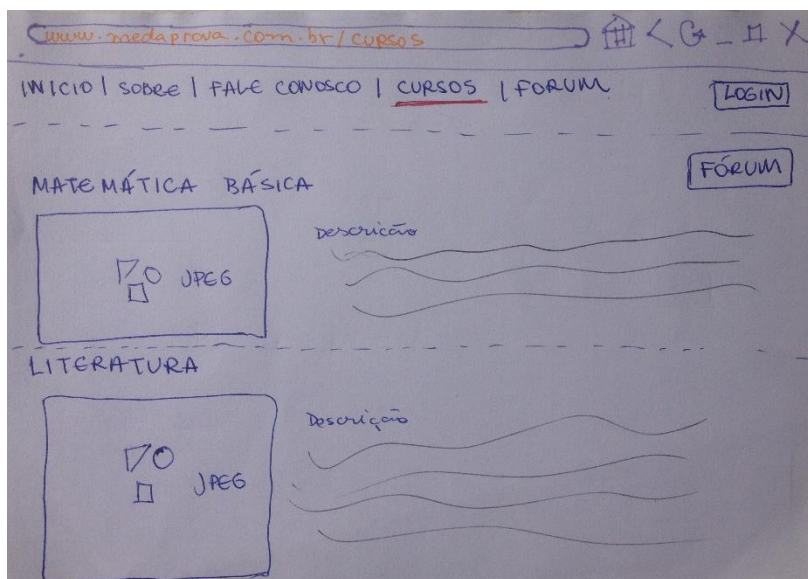 www.medaprova.com.br/cursos
INICIO | SOBRE | FALE CONOSCO | CURSOS | FORUM LOGIN
FÓRUM
MATEMÁTICA BÁSICA
Descrição
JPEG
LITERATURA
Descrição
JPEG